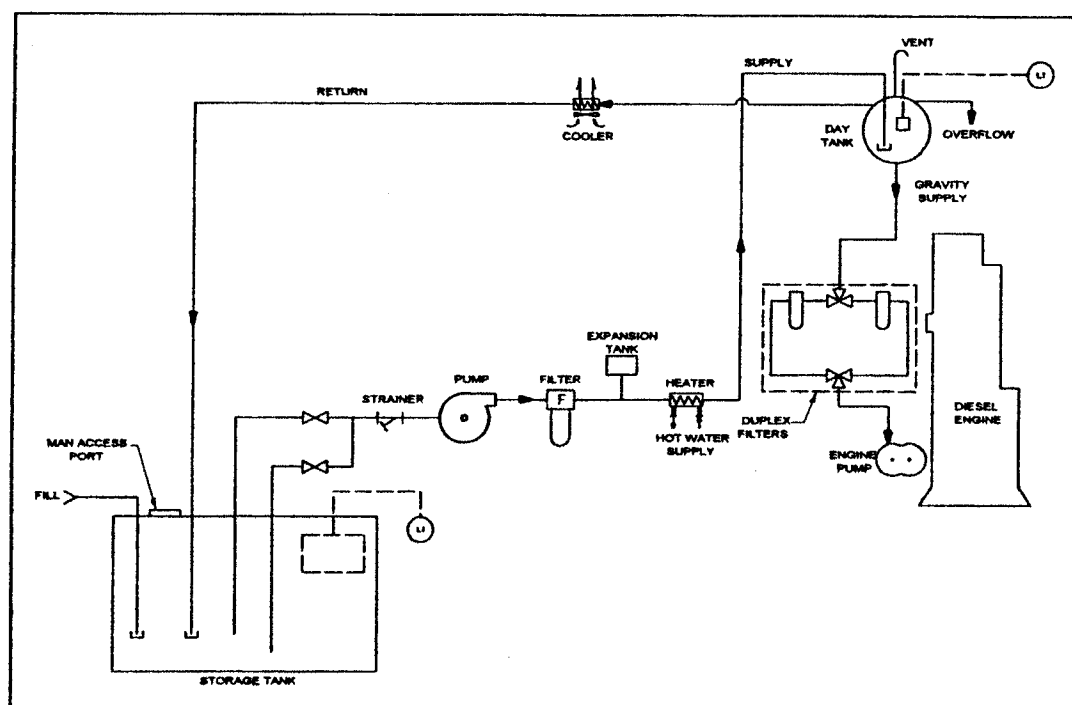 VENT
SUPPLY
LI
RETURN
COOLER
DAY
TANK
OVERFLOW
GRAVITY
SUPPLY
EXPANSION
TANK
PUMP
FILTER
F
HEATER
STRAINER
HOT WATER
SUPPLY
DUPLEX
FILTERS
DIESEL
ENGINE
ENGINE
PUMP
MAN ACCESS
PORT
FILL
LI
STORAGE TANK